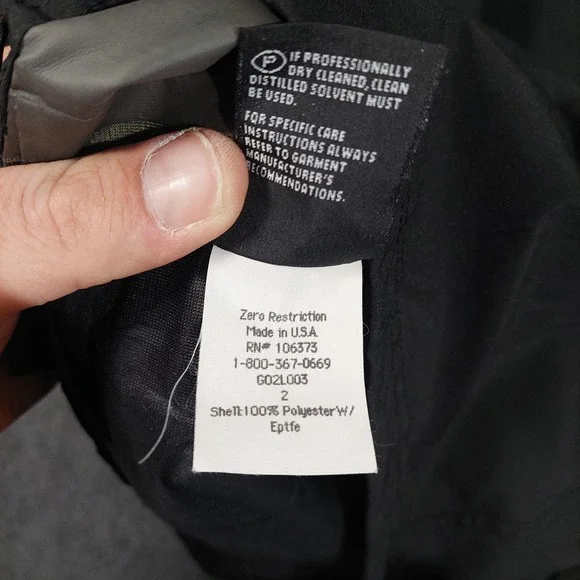 P IF PROFESSIONALLY
DRY CLEANED, CLEAN
DISTILLED SOLVENT MUST
BE USED.
FOR SPECIFIC CARE
INSTRUCTIONS ALWAYS
REFER TO GARMENT
MANUFACTURER'S
RECOMMENDATIONS.
Zero Restriction
Made in U.S.A.
RN# 106373
1-800-367-0669
G02L003
2
Shell:100% Polyester W/
Eptfe